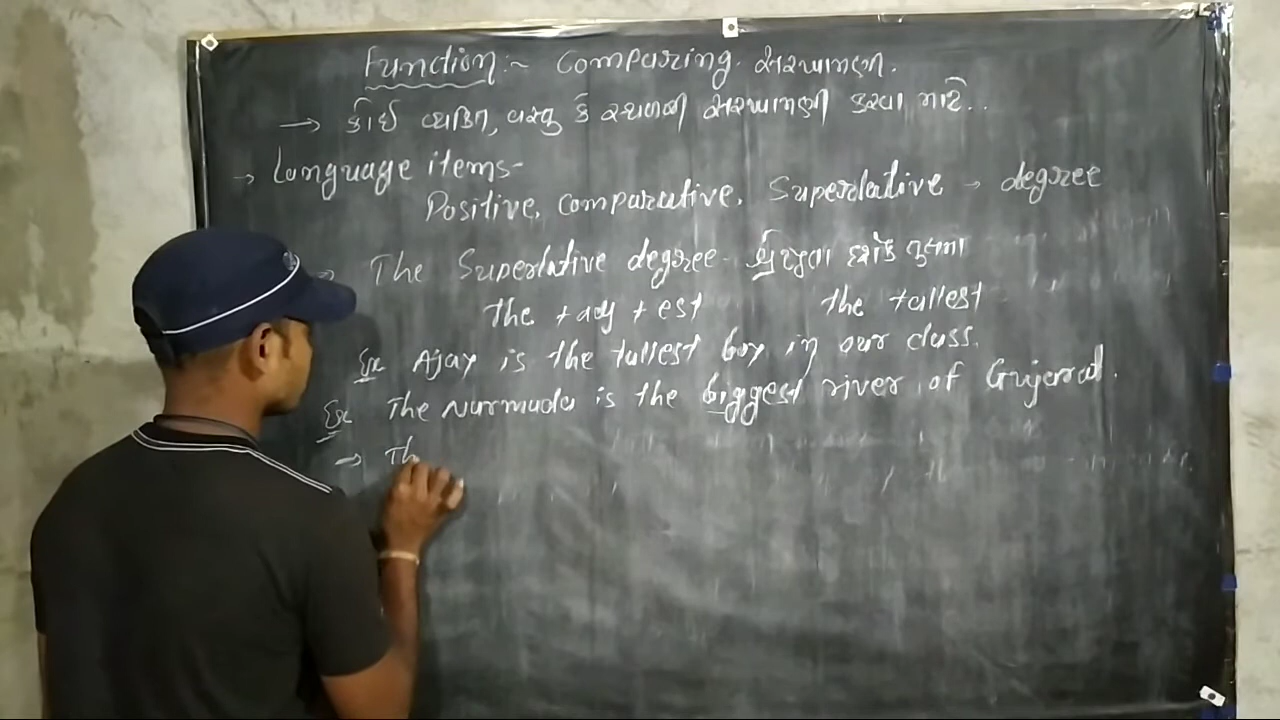 Function:- Comparing. સરખામણી.
→ કોઈ વ્યક્તિ, વસ્તુ કે સ્થળની સરખામણી કરવા માટે..
→ Language items-
Positive, comparative, Superlative → degree
→ The Superlative degree-
the + adj + est the tallest
Ex Ajay is the tallest boy in our class.
Ex The Narmada is the biggest river of Gujarat.
→ Th